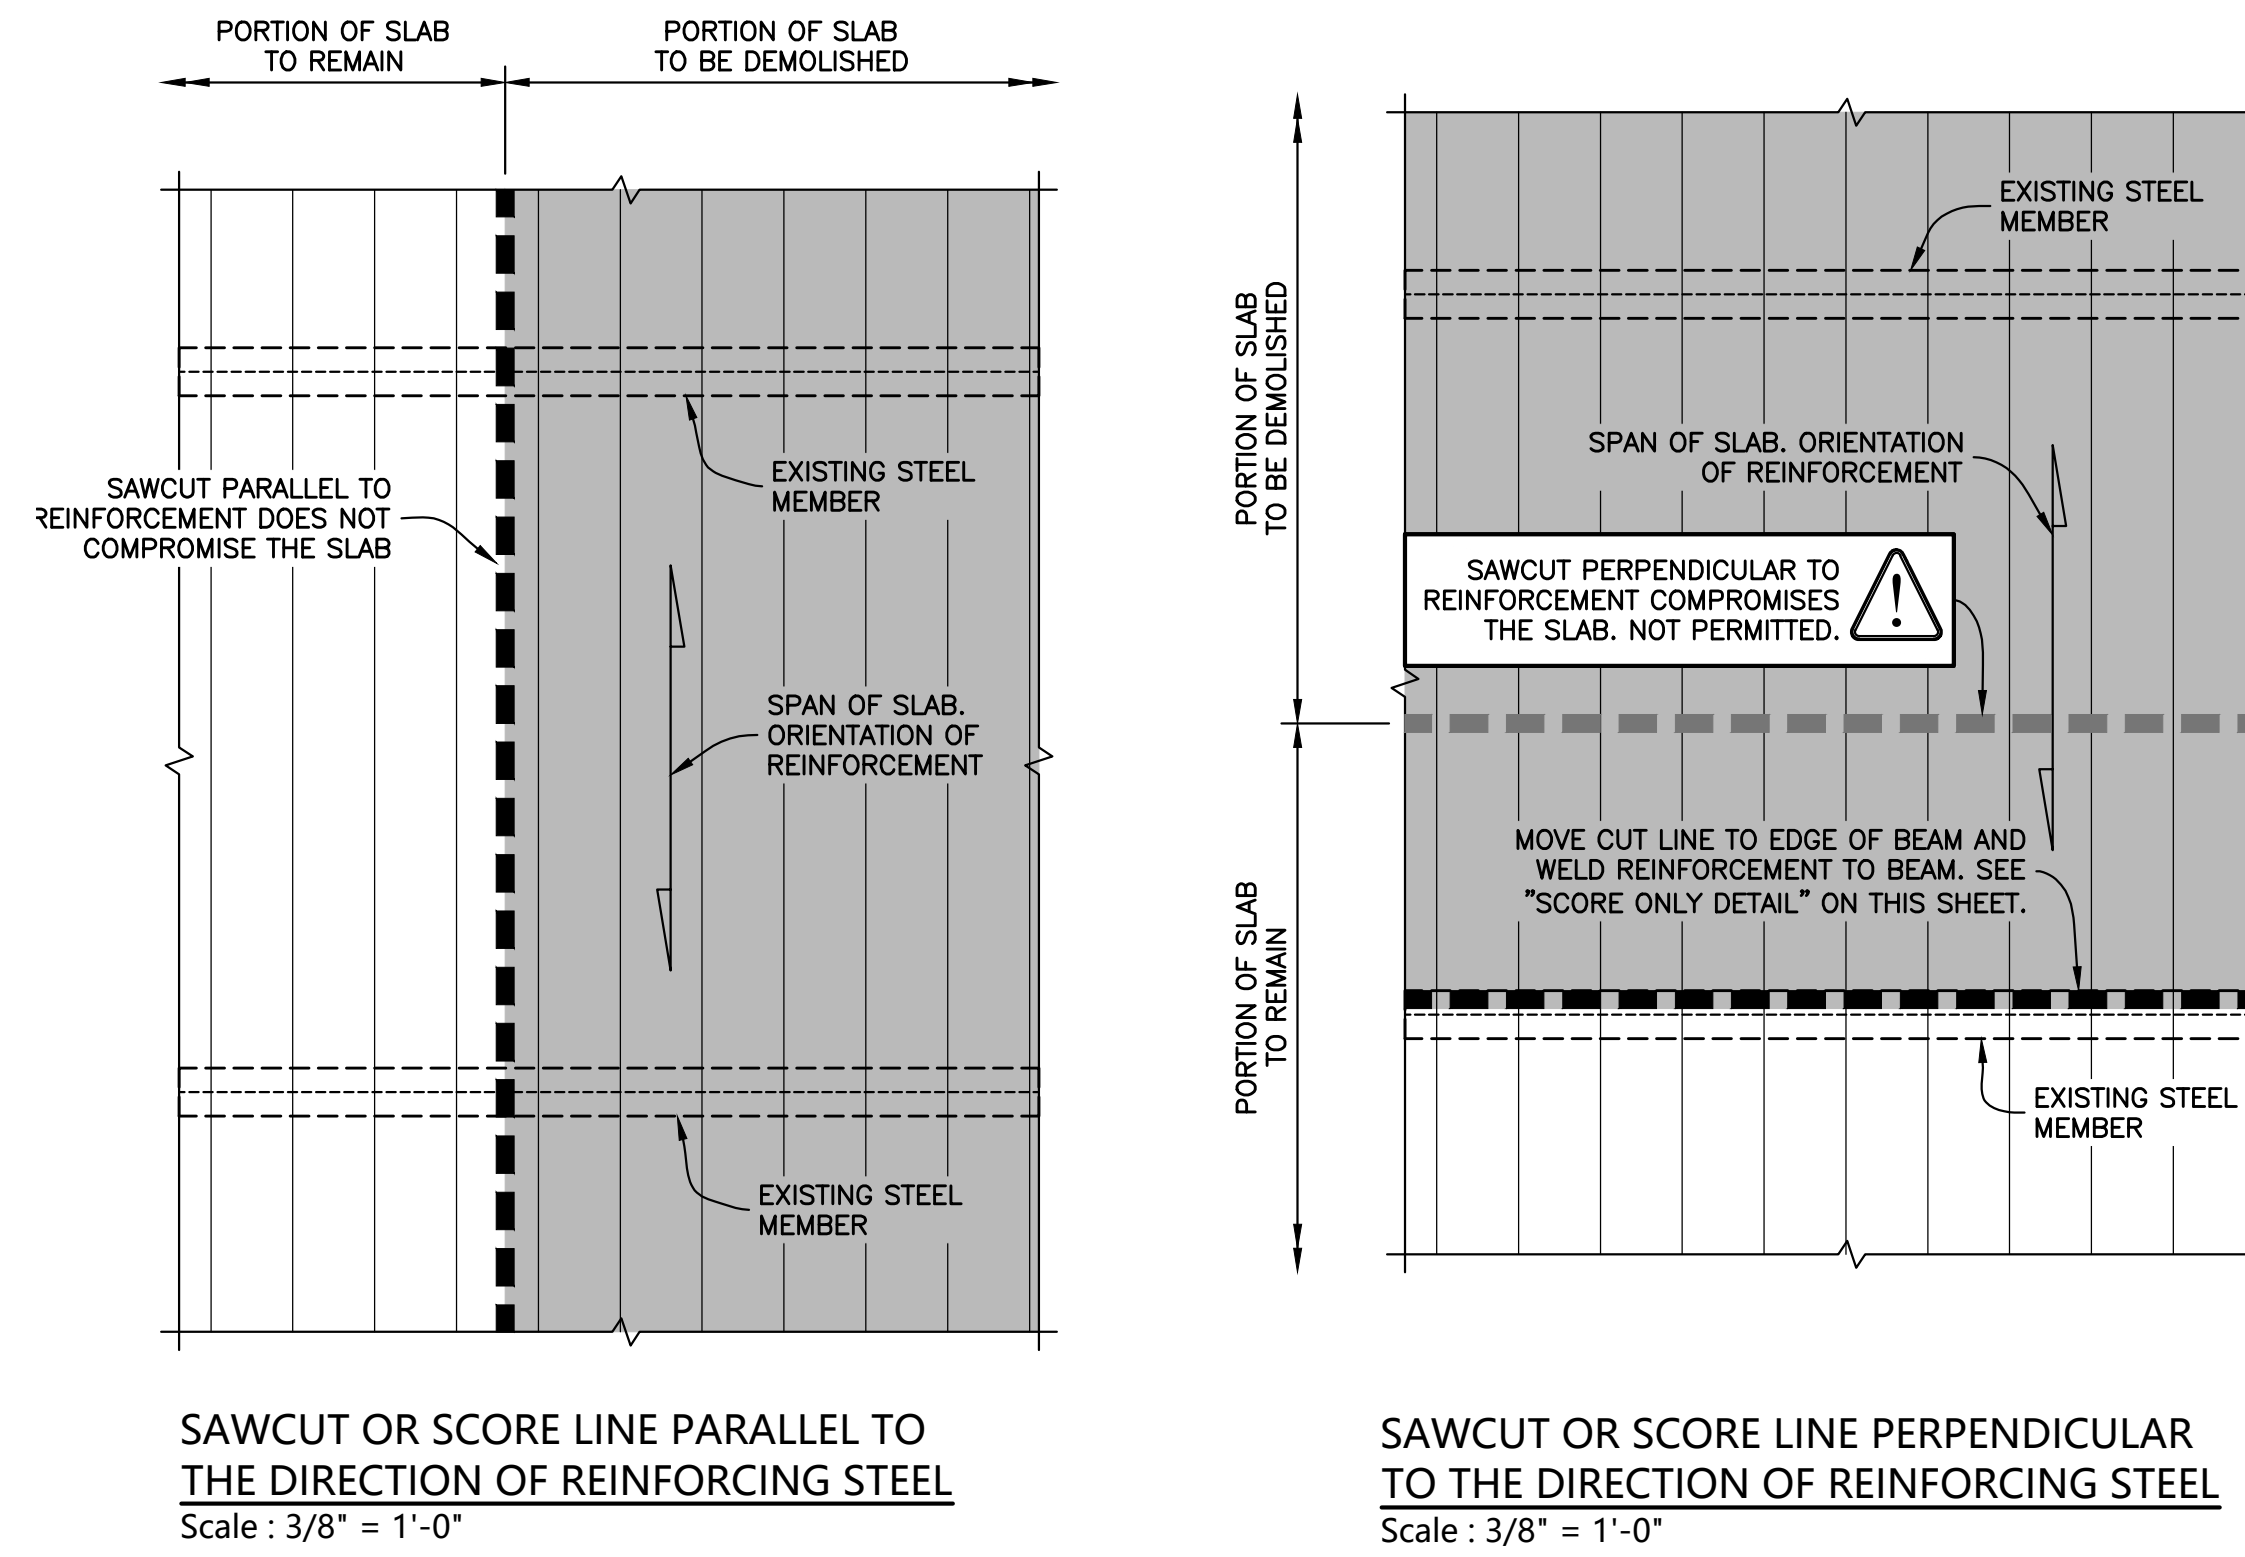 PORTION OF SLAB
TO REMAIN
PORTION OF SLAB
TO BE DEMOLISHED
EXISTING STEEL
MEMBER
SAWCUT PARALLEL TO
REINFORCEMENT DOES NOT
COMPROMISE THE SLAB
SPAN OF SLAB.
ORIENTATION OF
REINFORCEMENT
EXISTING STEEL
MEMBER
SAWCUT OR SCORE LINE PARALLEL TO
THE DIRECTION OF REINFORCING STEEL
Scale : 3/8" = 1'-0"
PORTION OF SLAB
TO BE DEMOLISHED
EXISTING STEEL
MEMBER
SPAN OF SLAB. ORIENTATION
OF REINFORCEMENT
SAWCUT PERPENDICULAR TO
REINFORCEMENT COMPROMISES
THE SLAB. NOT PERMITTED.
!
MOVE CUT LINE TO EDGE OF BEAM AND
WELD REINFORCEMENT TO BEAM. SEE
"SCORE ONLY DETAIL" ON THIS SHEET.
PORTION OF SLAB
TO REMAIN
EXISTING STEEL
MEMBER
SAWCUT OR SCORE LINE PERPENDICULAR
TO THE DIRECTION OF REINFORCING STEEL
Scale : 3/8" = 1'-0"